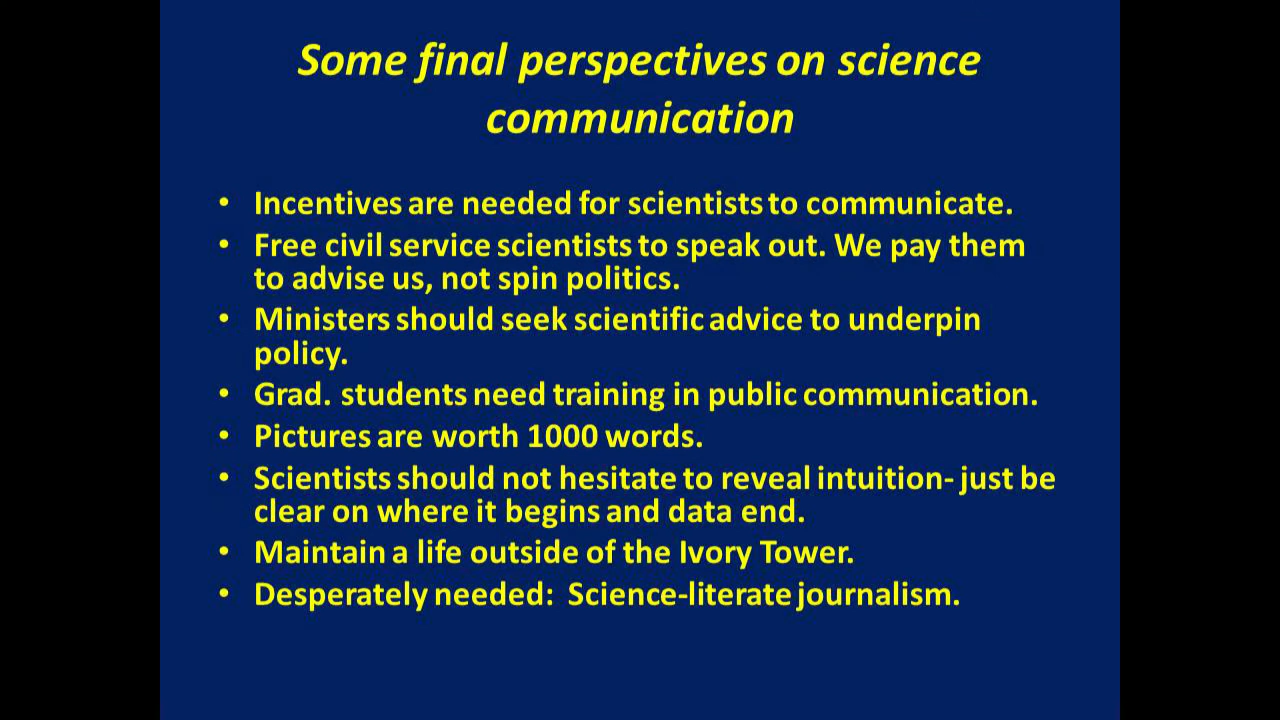 Some final perspectives on science
communication
• Incentives are needed for scientists to communicate.
• Free civil service scientists to speak out. We pay them
to advise us, not spin politics.
• Ministers should seek scientific advice to underpin
policy.
• Grad. students need training in public communication.
• Pictures are worth 1000 words.
• Scientists should not hesitate to reveal intuition- just be
clear on where it begins and data end.
• Maintain a life outside of the Ivory Tower.
• Desperately needed:  Science-literate journalism.